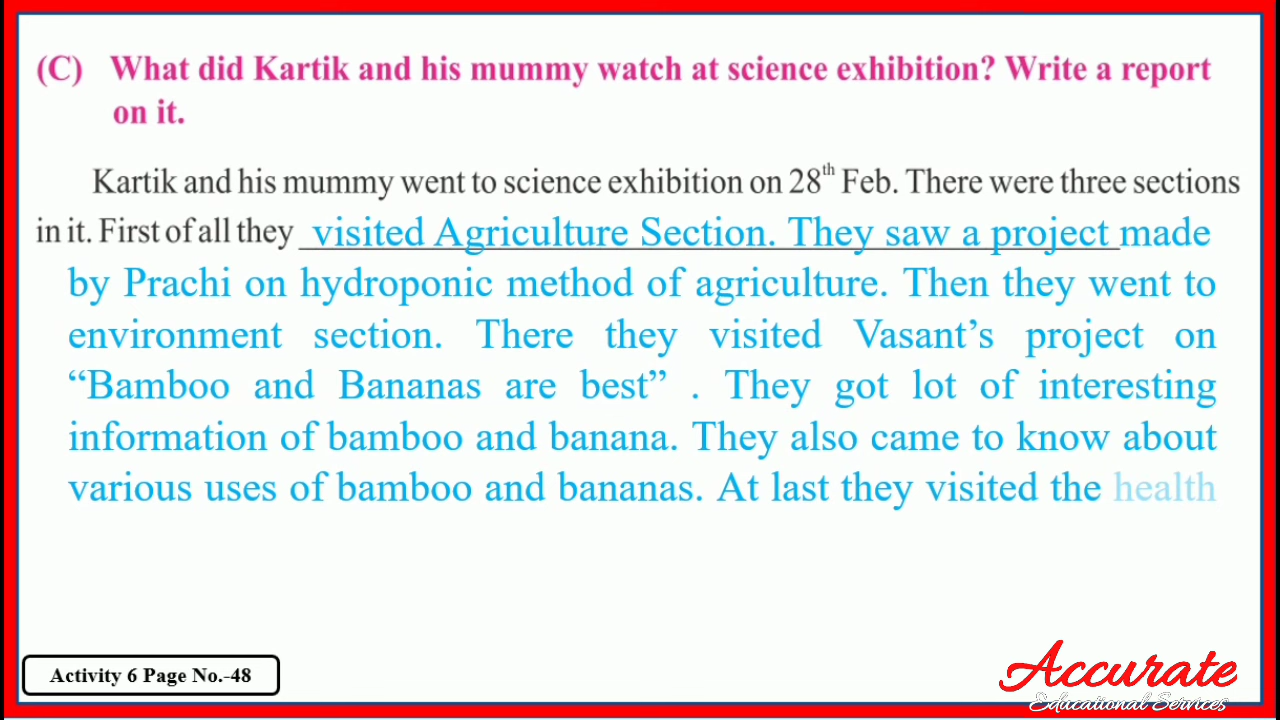 (C) What did Kartik and his mummy watch at science exhibition? Write a report
on it.
Kartik and his mummy went to science exhibition on 28th Feb. There were three sections
in it. First of all they visited Agriculture Section. They saw a project made
by Prachi on hydroponic method of agriculture. Then they went to
environment section. There they visited Vasant's project on
“Bamboo and Bananas are best” . They got lot of interesting
information of bamboo and banana. They also came to know about
various uses of bamboo and bananas. At last they visited the health
Activity 6 Page No.-48
Accurate
Educational Services